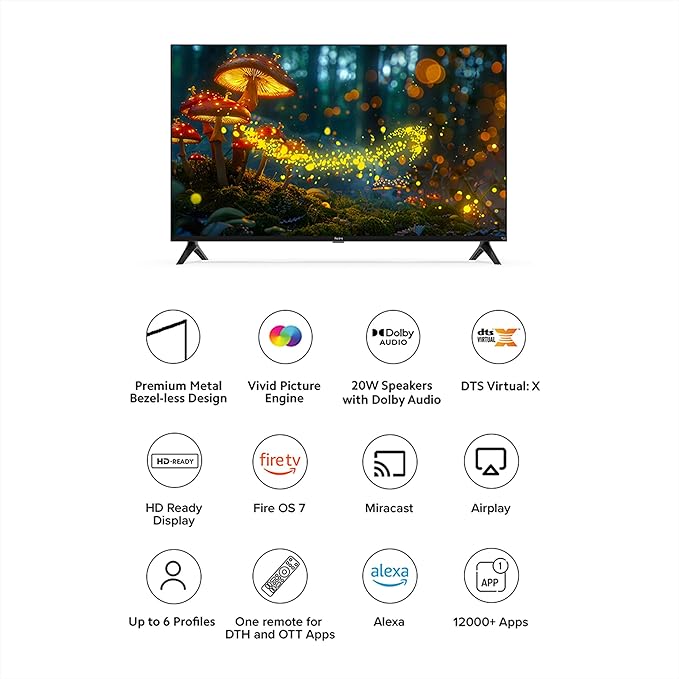 Redmi
Dolby
AUDIO
dts
VIRTUAL X
Premium Metal
Bezel-less Design
Vivid Picture
Engine
20W Speakers
with Dolby Audio
DTS Virtual: X
HD-READY
fire tv
HD Ready
Display
Fire OS 7
Miracast
Airplay
alexa
1
APP
Up to 6 Profiles
One remote for
DTH and OTT Apps
Alexa
12000+ Apps